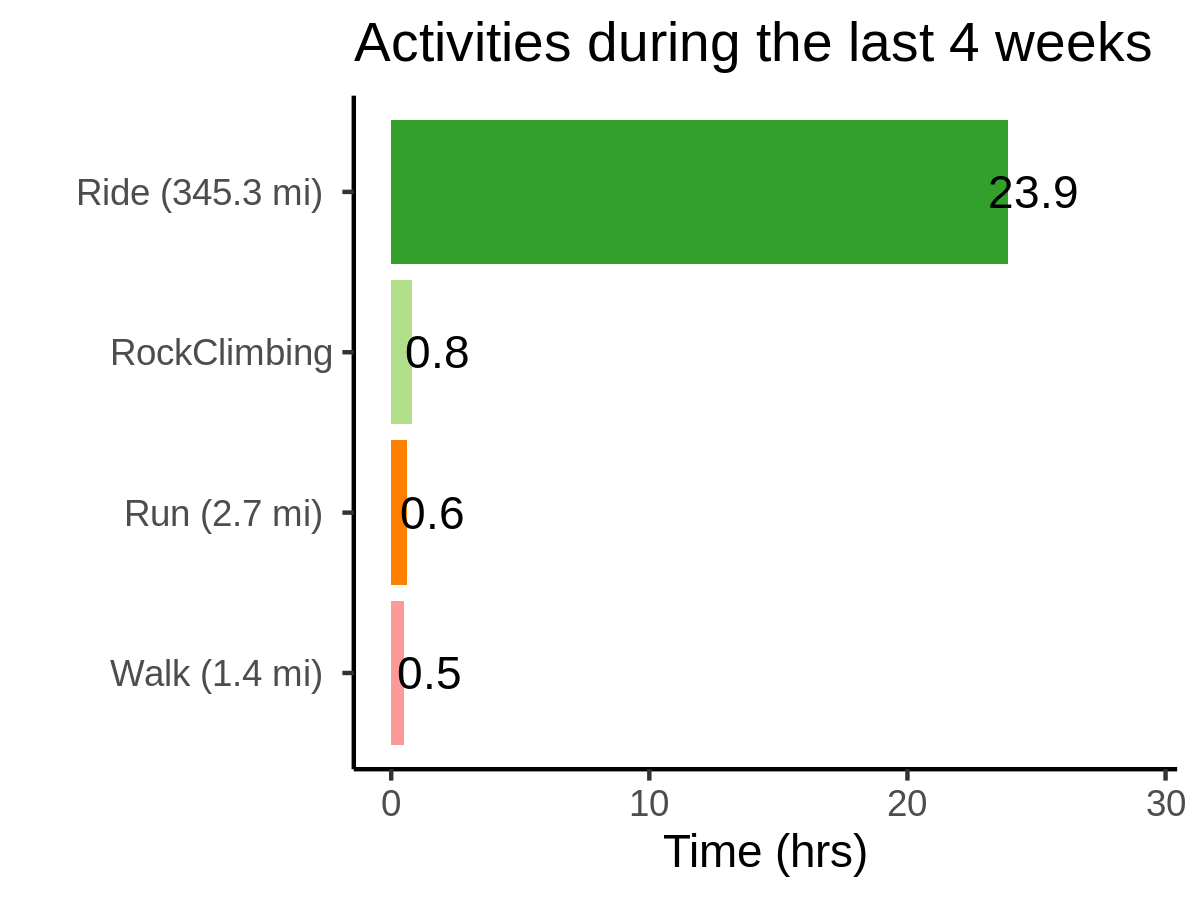 Activities during the last 4 weeks
Ride (345.3 mi) 23.9
RockClimbing 0.8
Run (2.7 mi) 0.6
Walk (1.4 mi) 0.5
0 10 20 30
Time (hrs)